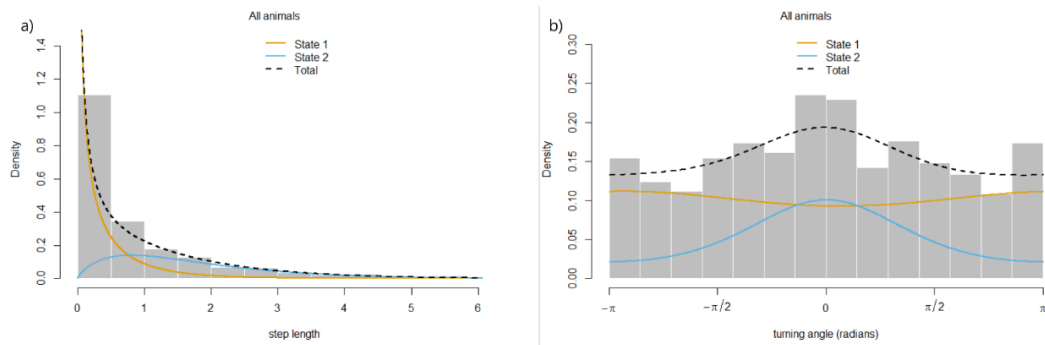 a)
All animals
State 1
State 2
Total
Density
1.4
1.2
1.0
0.8
0.6
0.4
0.2
0.0
0 1 2 3 4 5 6
step length
b)
All animals
State 1
State 2
Total
Density
0.30
0.25
0.20
0.15
0.10
0.05
0.00
−π −π/2 0 π/2 π
turning angle (radians)